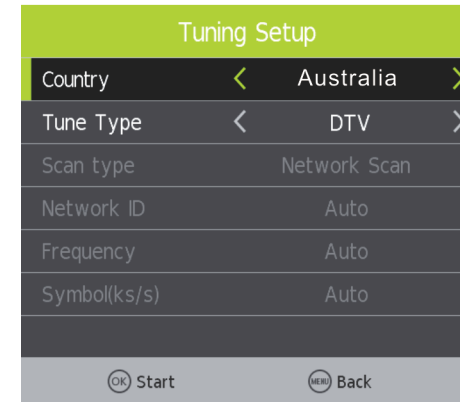 Tuning Setup
Country < Australia >
Tune Type < DTV >
Scan type Network Scan
Network ID Auto
Frequency Auto
Symbol(ks/s) Auto
OK Start MENU Back